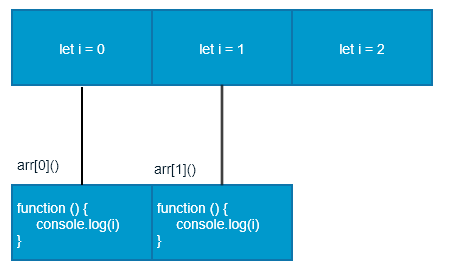 let i = 0
let i = 1
let i = 2
arr[0]()
arr[1]()
function () {
console.log(i)
}
function () {
console.log(i)
}